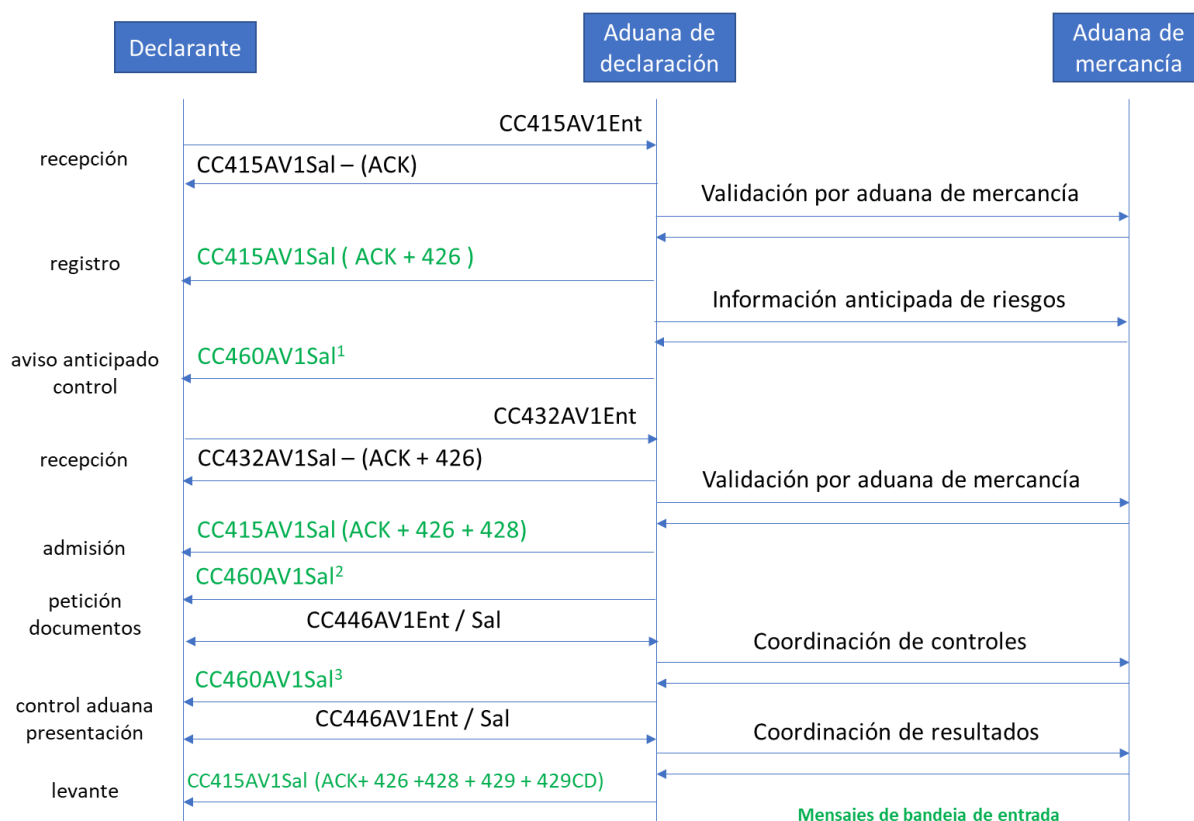 Declarante
Aduana de
declaración
Aduana de
mercancía
CC415AV1Ent
recepción
CC415AV1Sal – (ACK)
Validación por aduana de mercancía
registro
CC415AV1Sal ( ACK + 426 )
Información anticipada de riesgos
aviso anticipado
control
CC460AV1Sal¹
CC432AV1Ent
recepción
CC432AV1Sal – (ACK + 426)
Validación por aduana de mercancía
admisión
CC415AV1Sal (ACK + 426 + 428)
CC460AV1Sal²
petición
documentos
CC446AV1Ent / Sal
Coordinación de controles
CC460AV1Sal³
control aduana
presentación
CC446AV1Ent / Sal
Coordinación de resultados
levante
CC415AV1Sal (ACK+ 426 +428 + 429 + 429CD)
Mensajes de bandeja de entrada